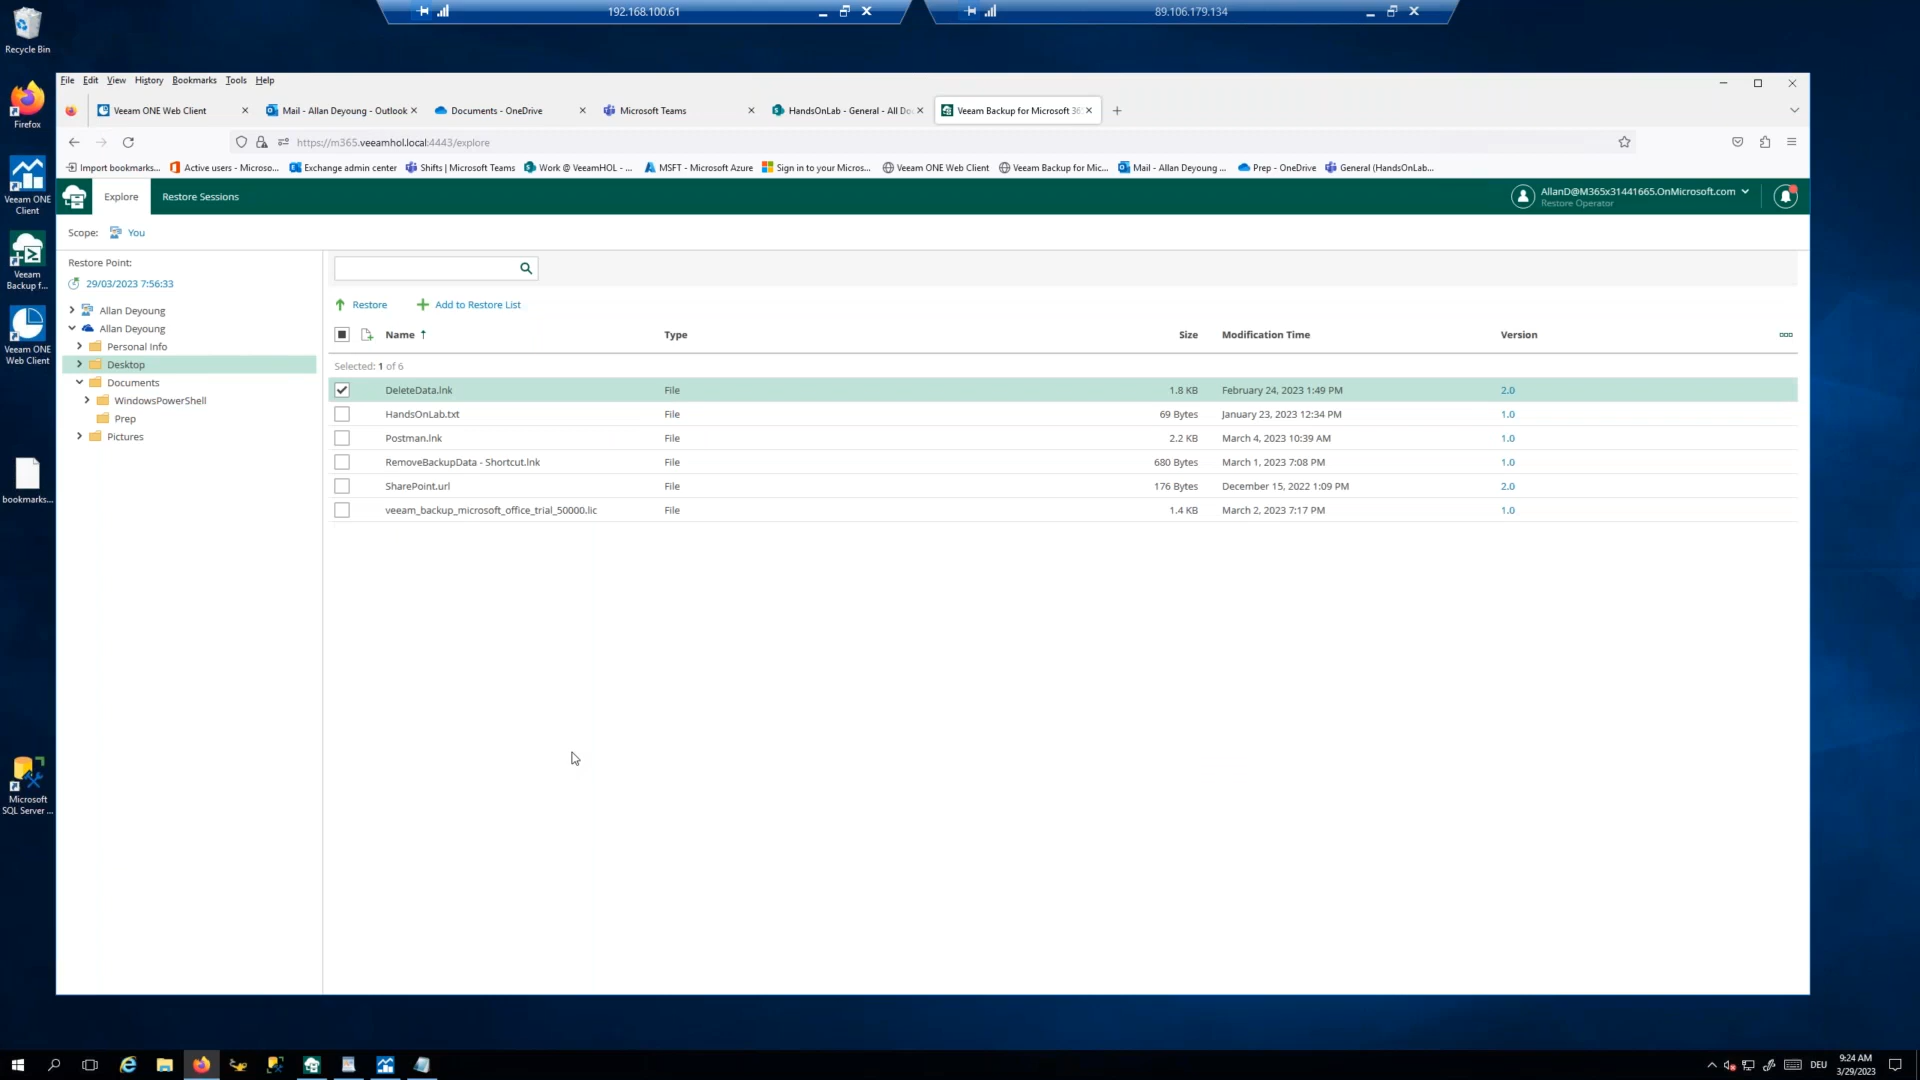 192.168.100.61
89.106.179.134
Recycle Bin
Firefox
Veeam ONE
Client
Veeam
Backup f...
Veeam ONE
Web Client
bookmarks...
Microsoft
SQL Server ...
File Edit View History Bookmarks Tools Help
Veeam ONE Web Client
Mail - Allan Deyoung - Outlook
Documents - OneDrive
Microsoft Teams
HandsOnLab - General - All Do
Veeam Backup for Microsoft 36
https://m365.veeamhol.local:4443/explore
Import bookmarks... Active users - Microso... Exchange admin center Shifts | Microsoft Teams Work @ VeeamHOL - ... MSFT - Microsoft Azure Sign in to your Micros... Veeam ONE Web Client Veeam Backup for Mic... Mail - Allan Deyoung ... Prep - OneDrive General (HandsOnLab...
Explore Restore Sessions
AllanD@M365x31441665.OnMicrosoft.com
Restore Operator
Scope: You
Restore Point:
29/03/2023 7:56:33
Allan Deyoung
Allan Deyoung
Personal Info
Desktop
Documents
WindowsPowerShell
Prep
Pictures
Restore Add to Restore List
Name Type Size Modification Time Version
Selected: 1 of 6
DeleteData.lnk File 1.8 KB February 24, 2023 1:49 PM 2.0
HandsOnLab.txt File 69 Bytes January 23, 2023 12:34 PM 1.0
Postman.lnk File 2.2 KB March 4, 2023 10:39 AM 1.0
RemoveBackupData - Shortcut.lnk File 680 Bytes March 1, 2023 7:08 PM 1.0
SharePoint.url File 176 Bytes December 15, 2022 1:09 PM 2.0
veeam_backup_microsoft_office_trial_50000.lic File 1.4 KB March 2, 2023 7:17 PM 1.0
DEU
9:24 AM
3/29/2023